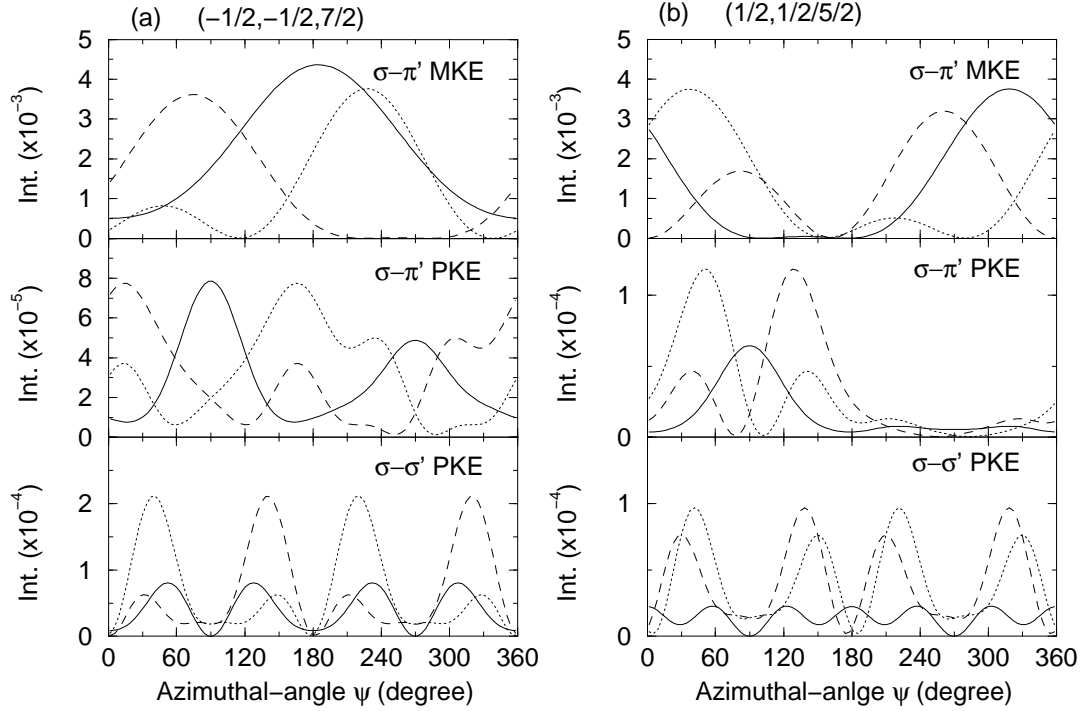 (a) (−1/2,−1/2,7/2)
(b) (1/2,1/2/5/2)
σ−π’ MKE
Int. (x10⁻³)
5
4
3
2
1
0
σ−π’ PKE
Int. (x10⁻⁵)
8
6
4
2
0
σ−σ’ PKE
Int. (x10⁻⁴)
2
1
0
0 60 120 180 240 300 360
Azimuthal−angle ψ (degree)
σ−π’ MKE
Int. (x10⁻³)
5
4
3
2
1
0
σ−π’ PKE
Int. (x10⁻⁴)
1
0
σ−σ’ PKE
Int. (x10⁻⁴)
1
0
0 60 120 180 240 300 360
Azimuthal−anlge ψ (degree)